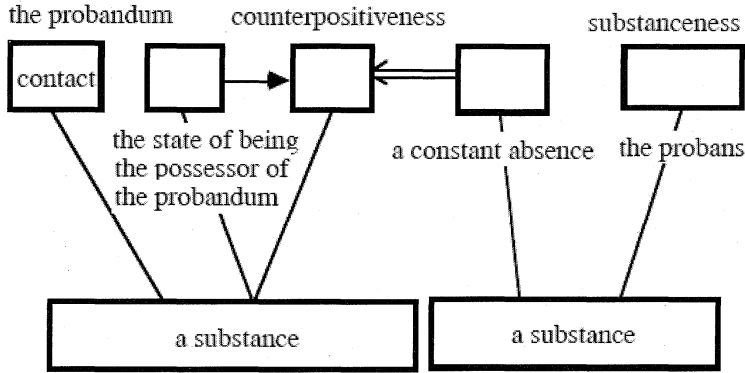 the probandum
counterpositiveness
substanceness
contact
the state of being
the possessor of
the probandum
a constant absence
the probans
a substance
a substance